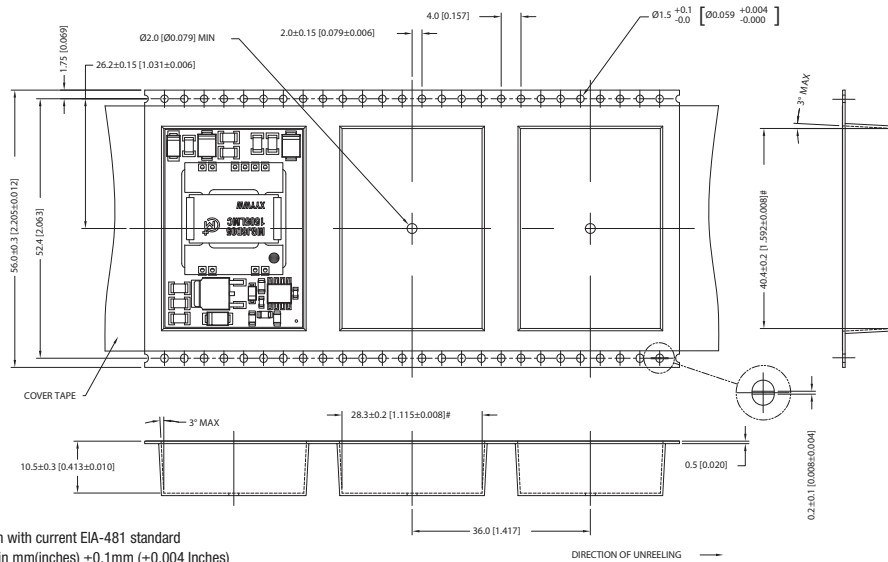 4.0 [0.157]
Ø1.5 +0.1 -0.0 [Ø0.059 +0.004 -0.000]
Ø2.0 [Ø0.079] MIN
2.0±0.15 [0.079±0.006]
1.75 [0.069]
26.2±0.15 [1.031±0.006]
3° MAX
56.0±0.3 [2.205±0.012]
52.4 [2.063]
XYYWW
40.4±0.2 [1.592±0.008]#
COVER TAPE
3° MAX
28.3±0.2 [1.115±0.008]#
10.5±0.3 [0.413±0.010]
0.5 [0.020]
0.2±0.1 [0.008±0.004]
36.0 [1.417]
with current EIA-481 standard
in mm(inches) ±0.1mm (±0.004 Inches)
DIRECTION OF UNREELING